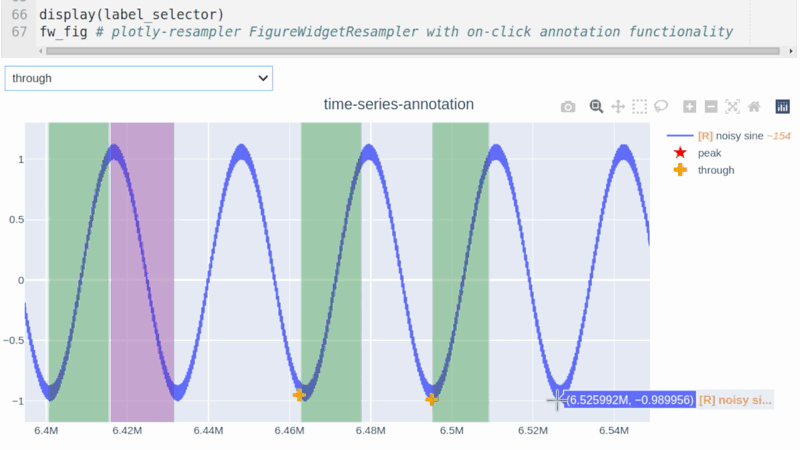 66 display(label_selector)
67 fw_fig # plotly-resampler FigureWidgetResampler with on-click annotation functionality
through
time-series-annotation
[R] noisy sine ~154
peak
through
1
0.5
0
−0.5
−1
(6.525992M, −0.989956) [R] noisy si...
6.4M 6.42M 6.44M 6.46M 6.48M 6.5M 6.52M 6.54M